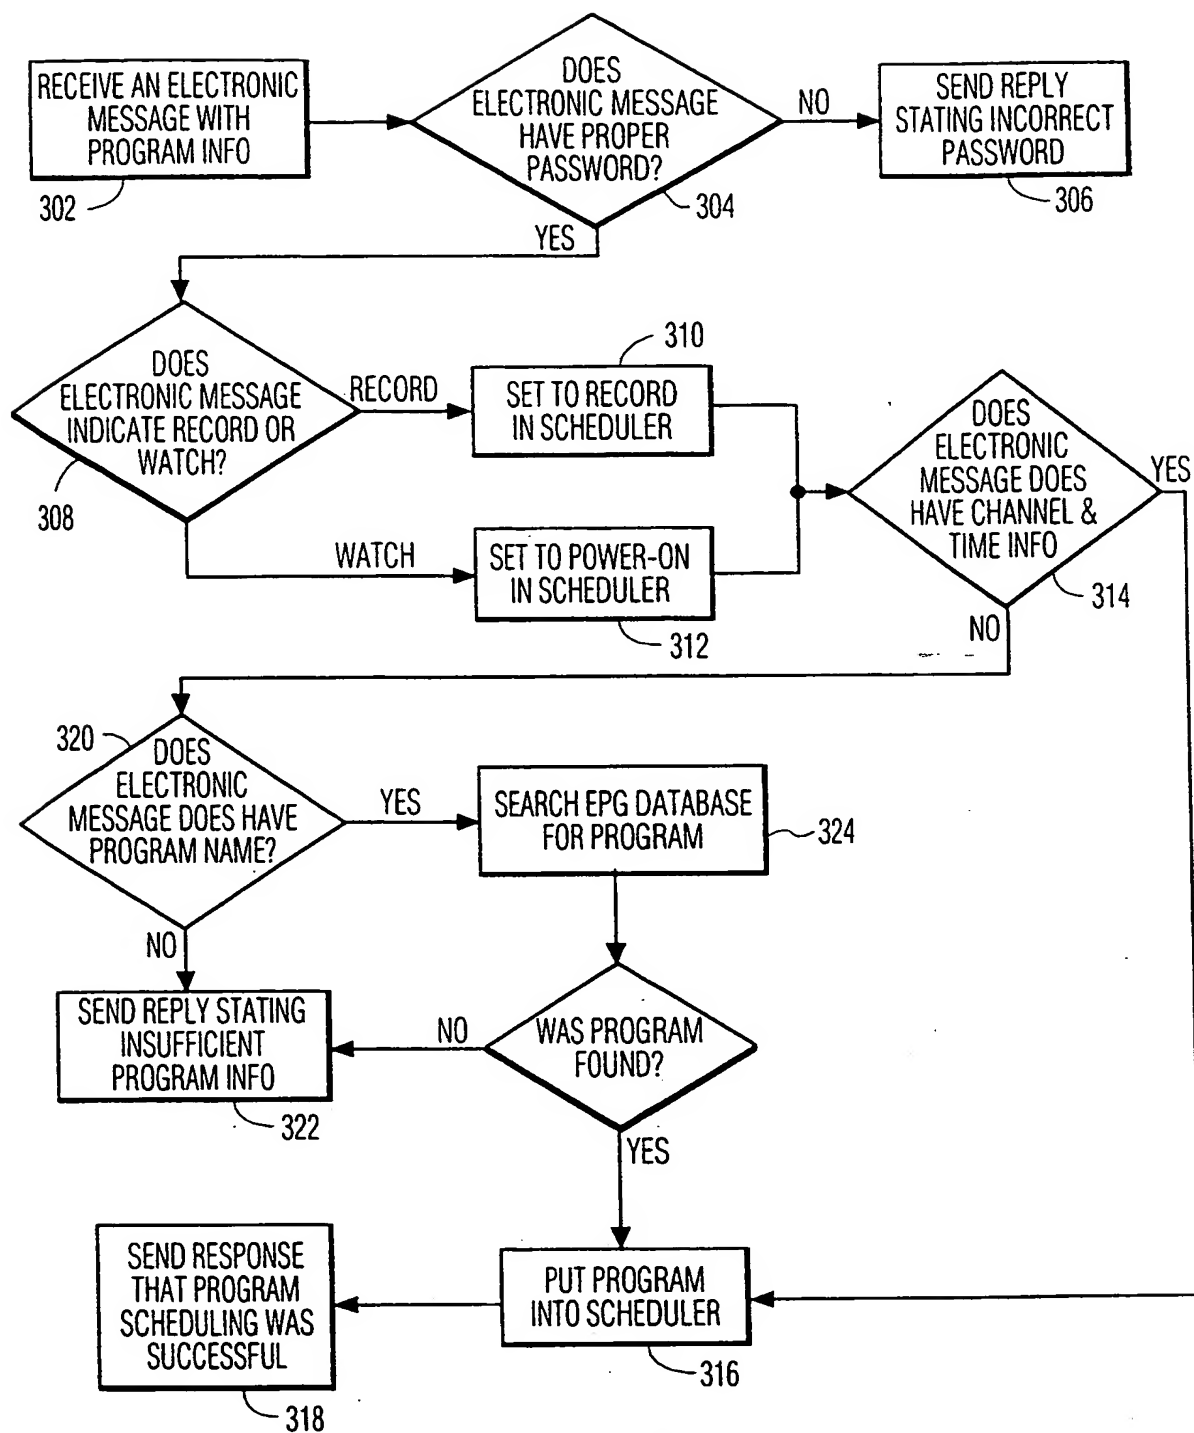 RECEIVE AN ELECTRONIC
MESSAGE WITH
PROGRAM INFO
302
DOES
ELECTRONIC MESSAGE
HAVE PROPER
PASSWORD?
304
NO
SEND REPLY
STATING INCORRECT
PASSWORD
306
YES
DOES
ELECTRONIC MESSAGE
INDICATE RECORD OR
WATCH?
308
RECORD
310
SET TO RECORD
IN SCHEDULER
WATCH
SET TO POWER-ON
IN SCHEDULER
312
DOES
ELECTRONIC
MESSAGE DOES
HAVE CHANNEL &
TIME INFO
314
YES
NO
320
DOES
ELECTRONIC
MESSAGE DOES HAVE
PROGRAM NAME?
YES
SEARCH EPG DATABASE
FOR PROGRAM
324
NO
SEND REPLY STATING
INSUFFICIENT
PROGRAM INFO
322
NO
WAS PROGRAM
FOUND?
YES
PUT PROGRAM
INTO SCHEDULER
316
SEND RESPONSE
THAT PROGRAM
SCHEDULING WAS
SUCCESSFUL
318